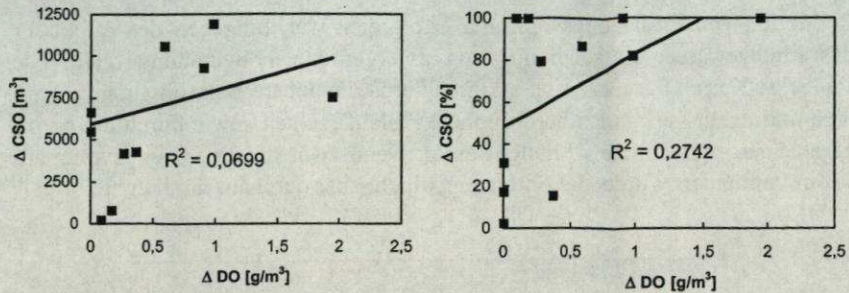 Δ CSO [m³]
12500
10000
7500
5000
2500
0
R² = 0,0699
0 0,5 1 1,5 2 2,5
Δ DO [g/m³]
Δ CSO [%]
100
80
60
40
20
0
R² = 0,2742
0 0,5 1 1,5 2 2,5
Δ DO [g/m³]